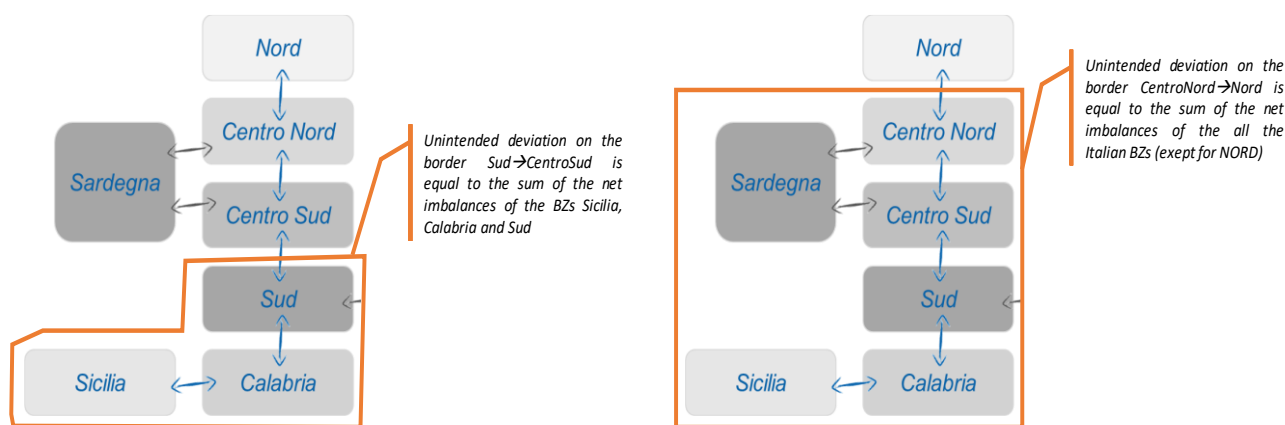 Nord
Centro Nord
Sardegna
Centro Sud
Sud
Sicilia
Calabria
Unintended deviation on the
border Sud→CentroSud is
equal to the sum of the net
imbalances of the BZs Sicilia,
Calabria and Sud
Nord
Centro Nord
Sardegna
Centro Sud
Sud
Sicilia
Calabria
Unintended deviation on the
border CentroNord→Nord is
equal to the sum of the net
imbalances of the all the
Italian BZs (exept for NORD)